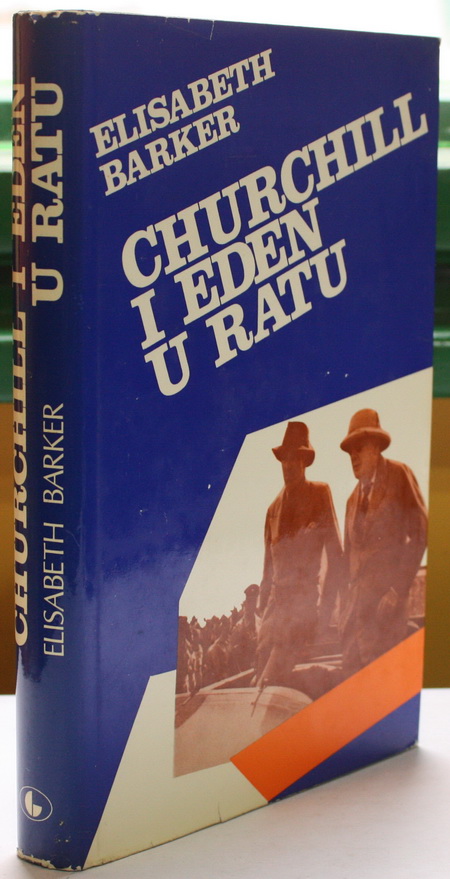 ELISABETH
BARKER
CHURCHILL
I EDEN
U RATU
CHURCHILL I EDEN
U RATU
ELISABETH BARKER